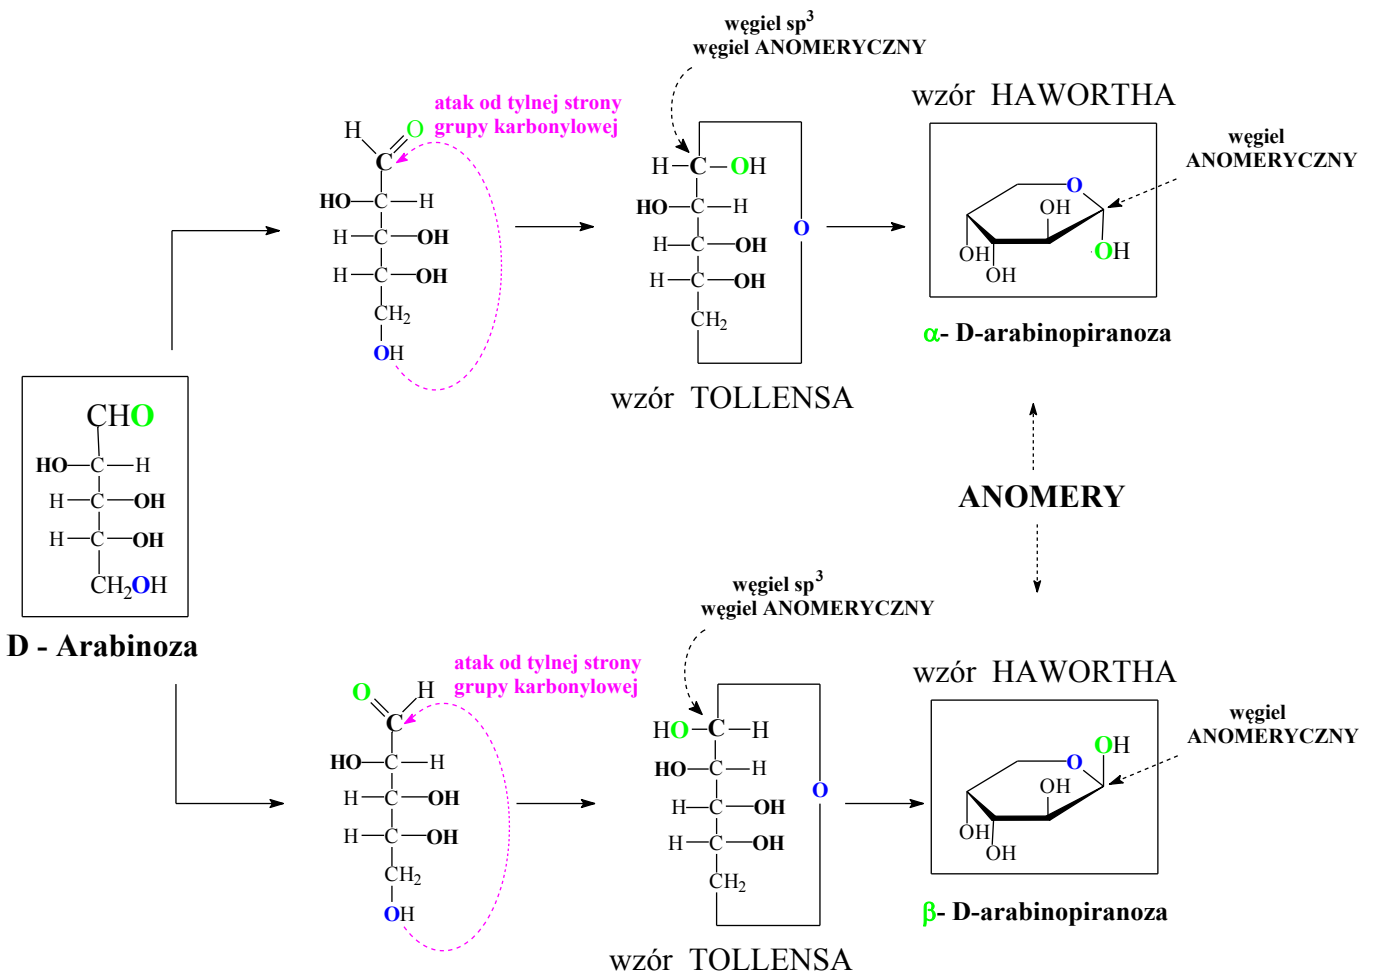 CHO
HO C H
H C OH
H C OH
CH2OH
D - Arabinoza
atak od tylnej strony
grupy karbonylowej
H O
C
HO C H
H C OH
H C OH
CH2
OH
węgiel sp3
węgiel ANOMERYCZNY
H C OH
HO C H
H C OH
O
H C OH
CH2
wzór TOLLENSA
wzór HAWORTHA
węgiel
ANOMERYCZNY
O
OH
OH OH
OH
α- D-arabinopiranoza
ANOMERY
atak od tylnej strony
grupy karbonylowej
O H
C
HO C H
H C OH
H C OH
CH2
OH
węgiel sp3
węgiel ANOMERYCZNY
HO C H
HO C H
O
H C OH
H C OH
CH2
wzór TOLLENSA
wzór HAWORTHA
węgiel
ANOMERYCZNY
OH
O
OH
OH
OH
β- D-arabinopiranoza